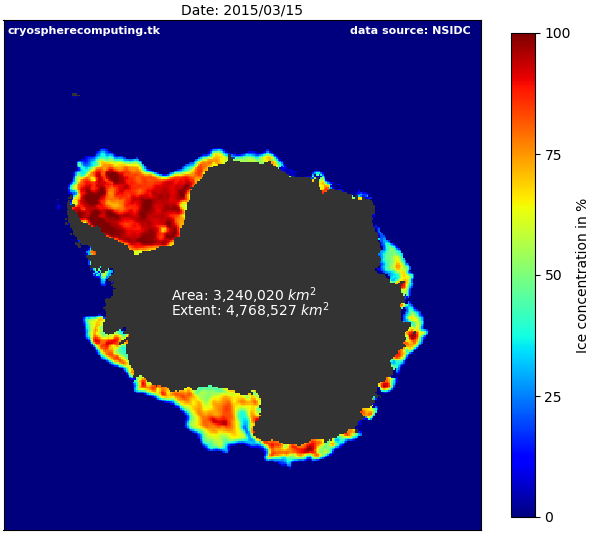 Date: 2015/03/15
cryospherecomputing.tk
data source: NSIDC
Area: 3,240,020 km²
Extent: 4,768,527 km²
100
75
50
25
0
Ice concentration in %